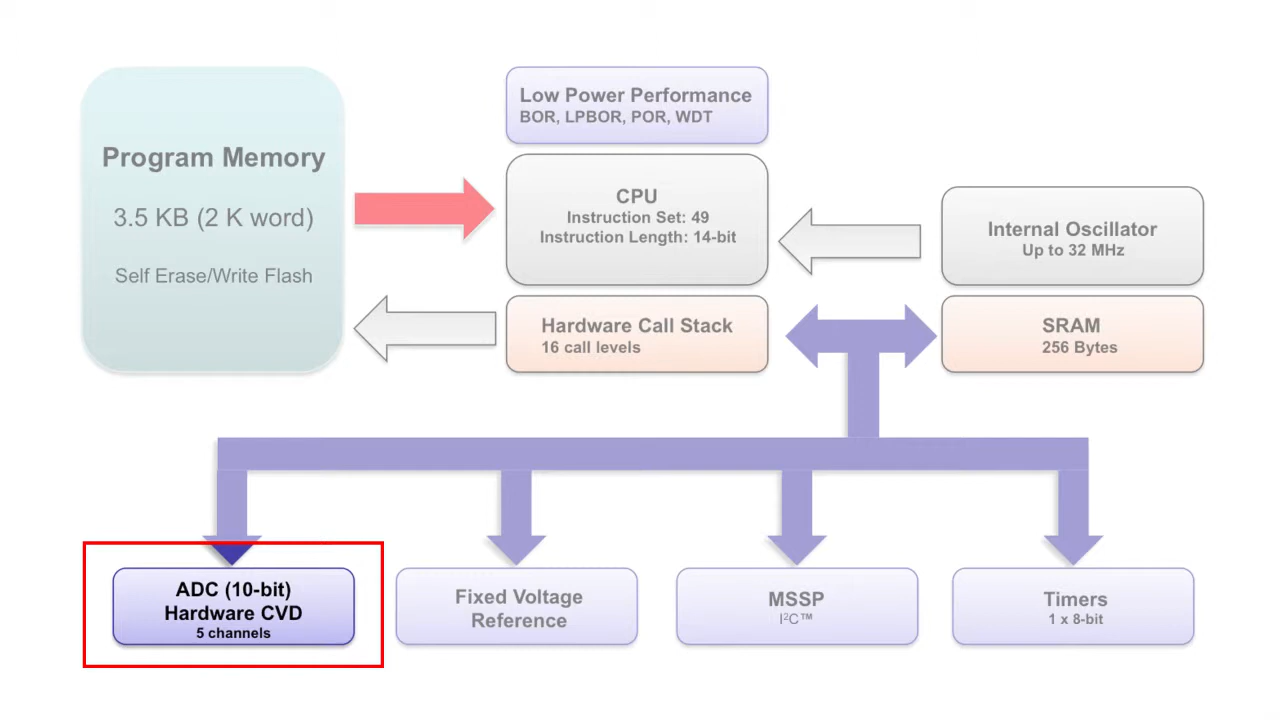 Program Memory
3.5 KB (2 K word)
Self Erase/Write Flash
Low Power Performance
BOR, LPBOR, POR, WDT
CPU
Instruction Set: 49
Instruction Length: 14-bit
Hardware Call Stack
16 call levels
Internal Oscillator
Up to 32 MHz
SRAM
256 Bytes
ADC (10-bit)
Hardware CVD
5 channels
Fixed Voltage
Reference
MSSP
I²C™
Timers
1 x 8-bit